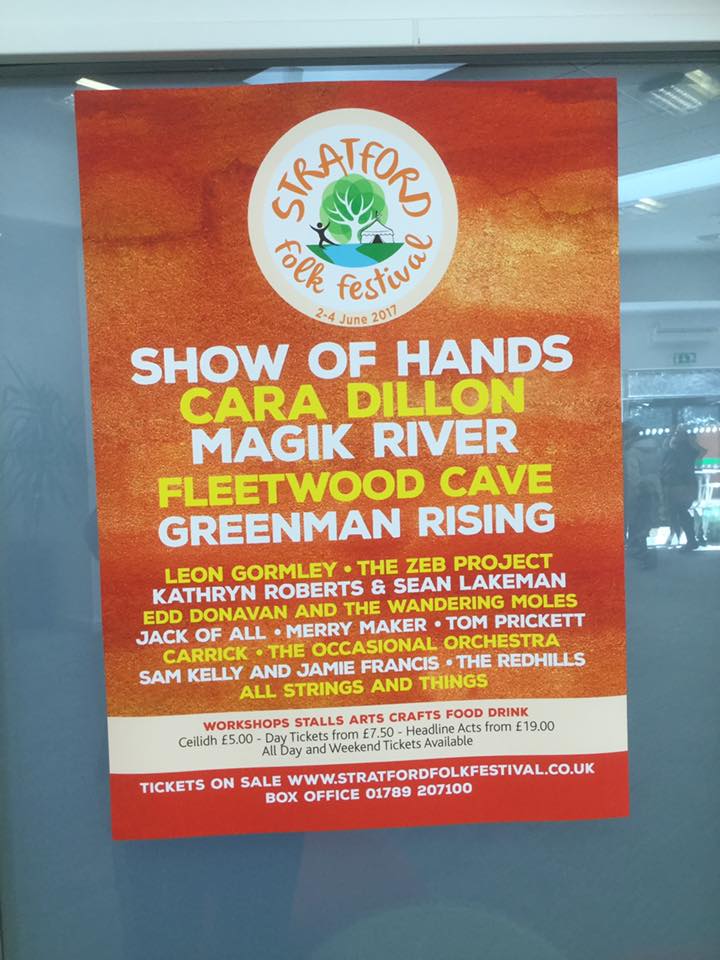 STRATFORD
folk festival
2-4 June 2017
SHOW OF HANDS
CARA DILLON
MAGIK RIVER
FLEETWOOD CAVE
GREENMAN RISING
LEON GORMLEY • THE ZEB PROJECT
KATHRYN ROBERTS & SEAN LAKEMAN
EDD DONAVAN AND THE WANDERING MOLES
JACK OF ALL • MERRY MAKER • TOM PRICKETT
CARRICK • THE OCCASIONAL ORCHESTRA
SAM KELLY AND JAMIE FRANCIS • THE REDHILLS
ALL STRINGS AND THINGS
WORKSHOPS STALLS ARTS CRAFTS FOOD DRINK
Ceilidh £5.00 - Day Tickets from £7.50 - Headline Acts from £19.00
All Day and Weekend Tickets Available
TICKETS ON SALE WWW.STRATFORDFOLKFESTIVAL.CO.UK
BOX OFFICE 01789 207100